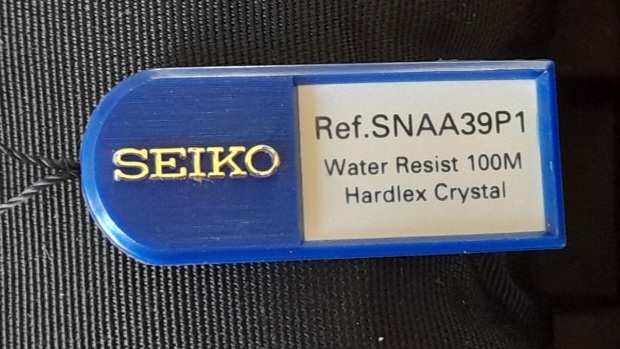 SEIKO
Ref.SNAA39P1
Water Resist 100M
Hardlex Crystal